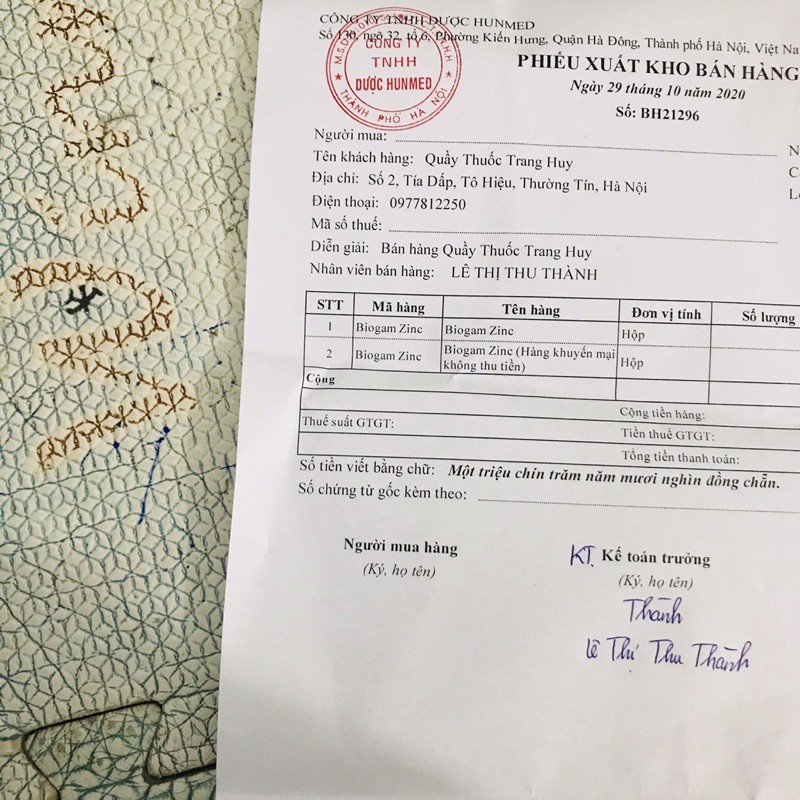 CÔNG TY TNHH DƯỢC HUNMED
Số 130, ngõ 32, tổ 6, Phường Kiến Hưng, Quận Hà Đông, Thành phố Hà Nội, Việt Na
CÔNG TY
TNHH
DƯỢC HUNMED
THÀNH PHỐ HÀ NỘI
PHIẾU XUẤT KHO BÁN HÀNG
Ngày 29 tháng 10 năm 2020
Số: BH21296
Người mua:
N
Tên khách hàng: Quầy Thuốc Trang Huy
C
Địa chỉ: Số 2, Tía Dấp, Tô Hiệu, Thường Tín, Hà Nội
Điện thoại: 0977812250
Mã số thuế:
Diễn giải: Bán hàng Quầy Thuốc Trang Huy
Nhân viên bán hàng: LÊ THỊ THU THÀNH
STT Mã hàng Tên hàng Đơn vị tính Số lượng
1 Biogam Zinc Biogam Zinc Hộp
2 Biogam Zinc Biogam Zinc (Hàng khuyến mại không thu tiền) Hộp
Cộng
Cộng tiền hàng:
Thuế suất GTGT: Tiền thuế GTGT:
Tổng tiền thanh toán:
Số tiền viết bằng chữ: Một triệu chín trăm năm mươi nghìn đồng chẵn.
Số chứng từ gốc kèm theo:
Người mua hàng KT. Kế toán trưởng
(Ký, họ tên) (Ký, họ tên)
Thành
Lê Thị Thu Thành